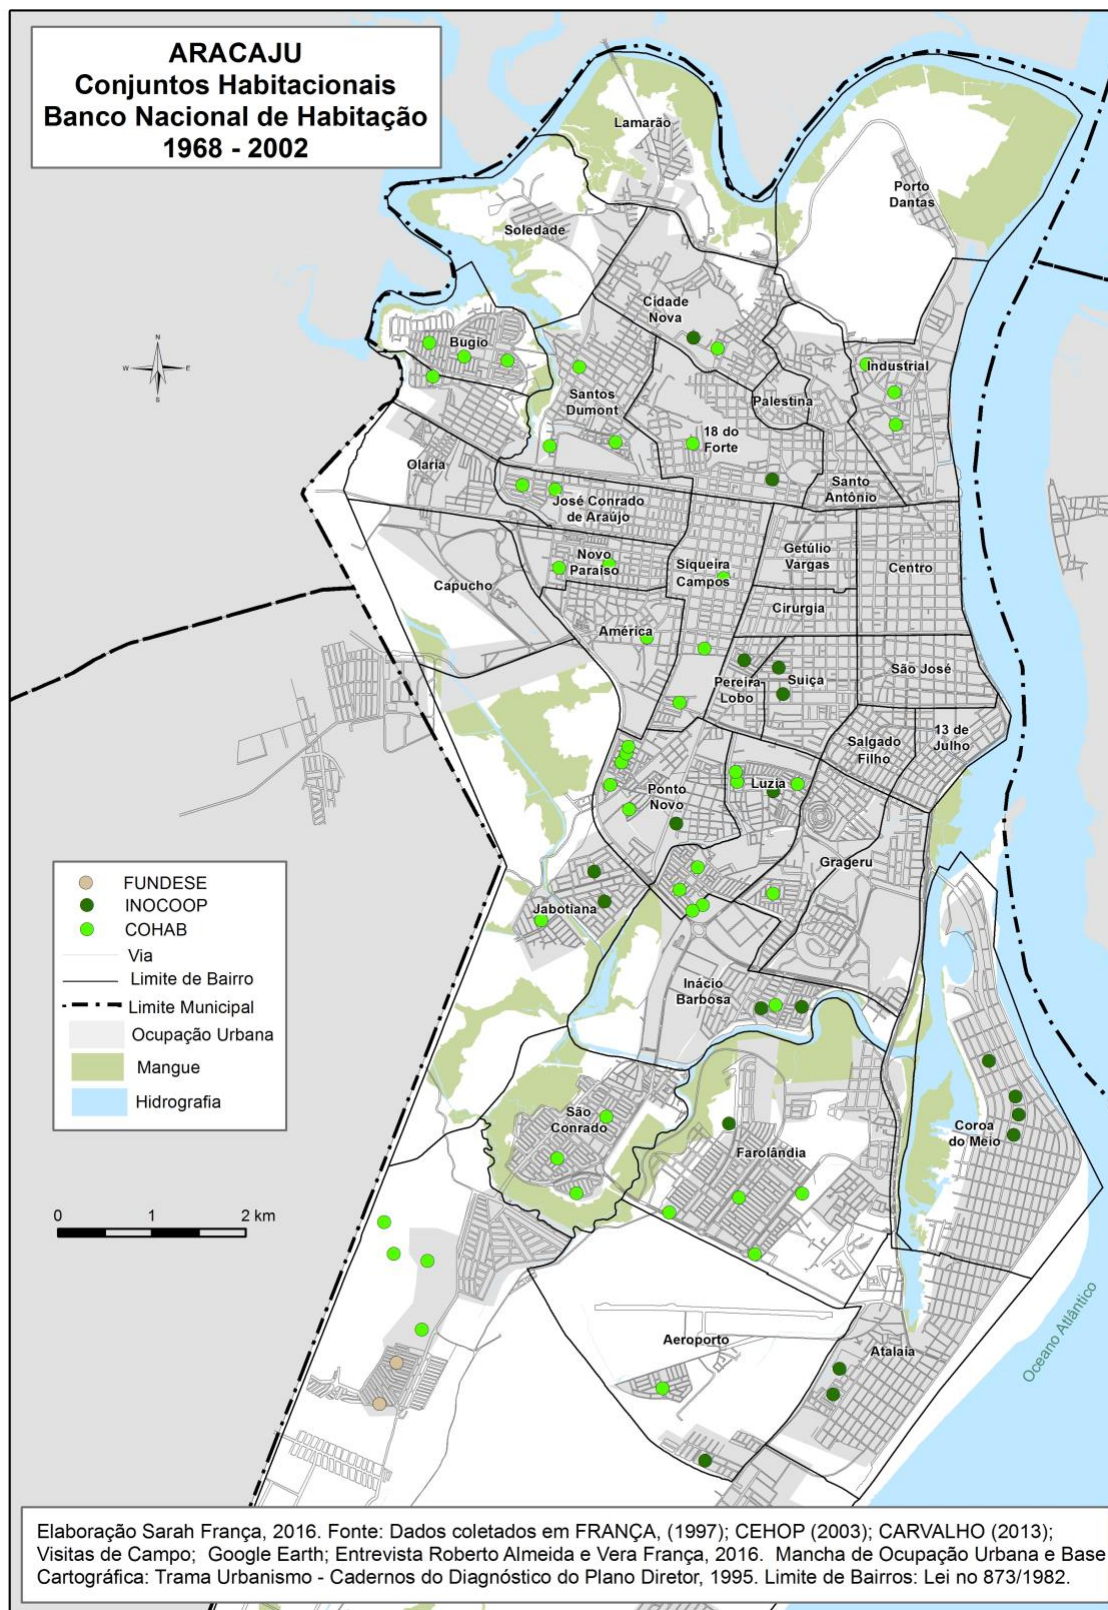 ARACAJU
Conjuntos Habitacionais
Banco Nacional de Habitação
1968 - 2002
Lamarão
Porto
Dantas
Soledade
Cidade
Nova
Bugio
Industrial
Santos
Dumont
Palestina
18 do
Forte
Olaria
Santo
Antônio
José Conrado
de Araújo
Novo
Paraíso
Getúlio
Vargas
Siqueira
Campos
Centro
Capucho
Cirurgia
América
São José
Pereira
Lobo
Suiça
13 de
Julho
Salgado
Filho
Ponto
Novo
Luzia
Grageru
Jabotiana
Inácio
Barbosa
São
Conrado
Coroa
do Meio
Farolândia
Aeroporto
Atalaia
Oceano Atlântico
N
W
E
S
FUNDESE
INOCOOP
COHAB
Via
Limite de Bairro
Limite Municipal
Ocupação Urbana
Mangue
Hidrografia
0 1 2 km
Elaboração Sarah França, 2016. Fonte: Dados coletados em FRANÇA, (1997); CEHOP (2003); CARVALHO (2013);
Visitas de Campo; Google Earth; Entrevista Roberto Almeida e Vera França, 2016. Mancha de Ocupação Urbana e Base
Cartográfica: Trama Urbanismo - Cadernos do Diagnóstico do Plano Diretor, 1995. Limite de Bairros: Lei no 873/1982.